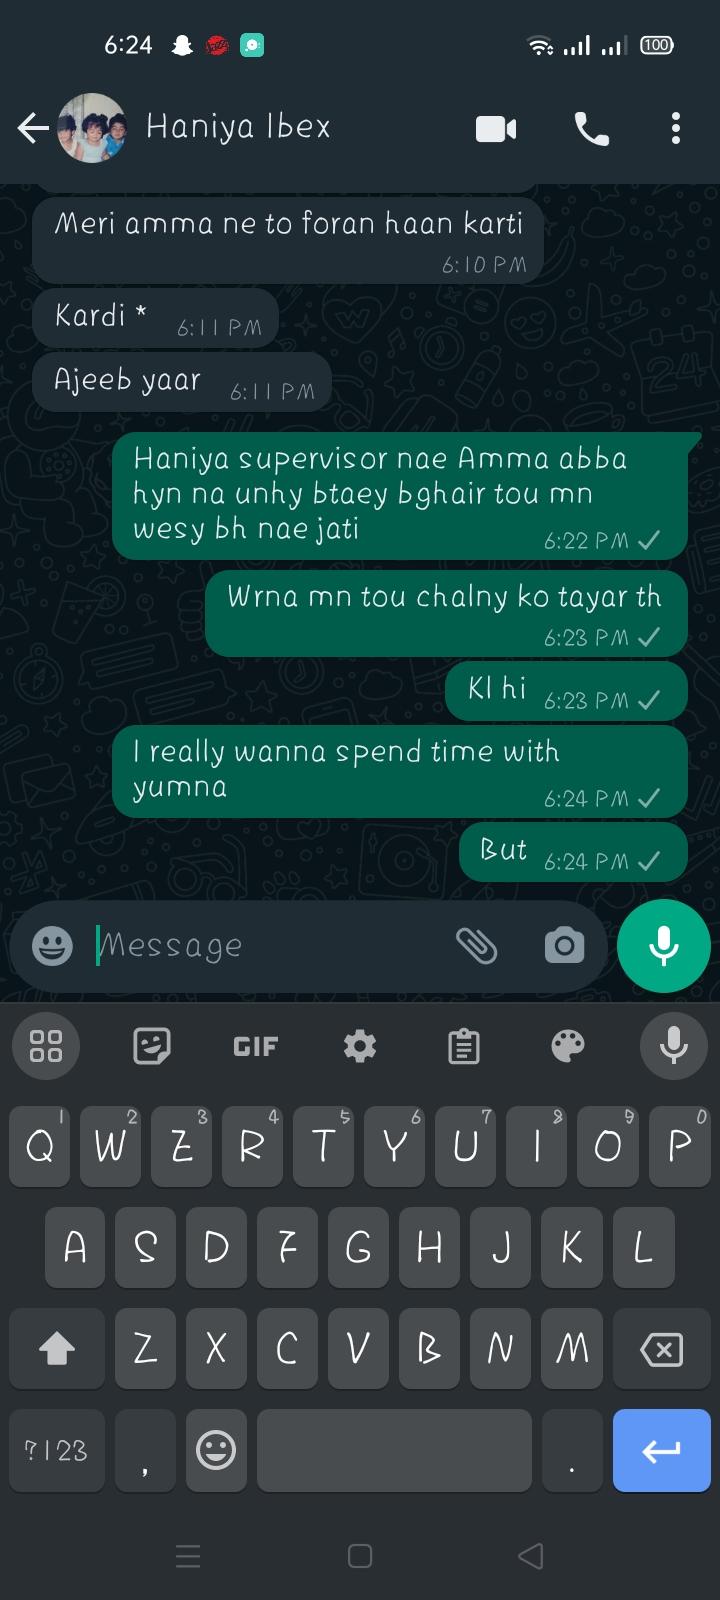 6:24
100
Haniya Ibex
Meri amma ne to foran haan karti
6:10 PM
Kardi * 6:11 PM
Ajeeb yaar 6:11 PM
Haniya supervisor nae Amma abba
hyn na unhy btaey bghair tou mn
wesy bh nae jati
6:22 PM
Wrna mn tou chalny ko tayar th
6:23 PM
Kl hi 6:23 PM
I really wanna spend time with
yumna
6:24 PM
But 6:24 PM
Message
GIF
1 2 3 4 5 6 7 8 9 0
Q W E R T Y U I O P
A S D F G H J K L
Z X C V B N M
?123 , .